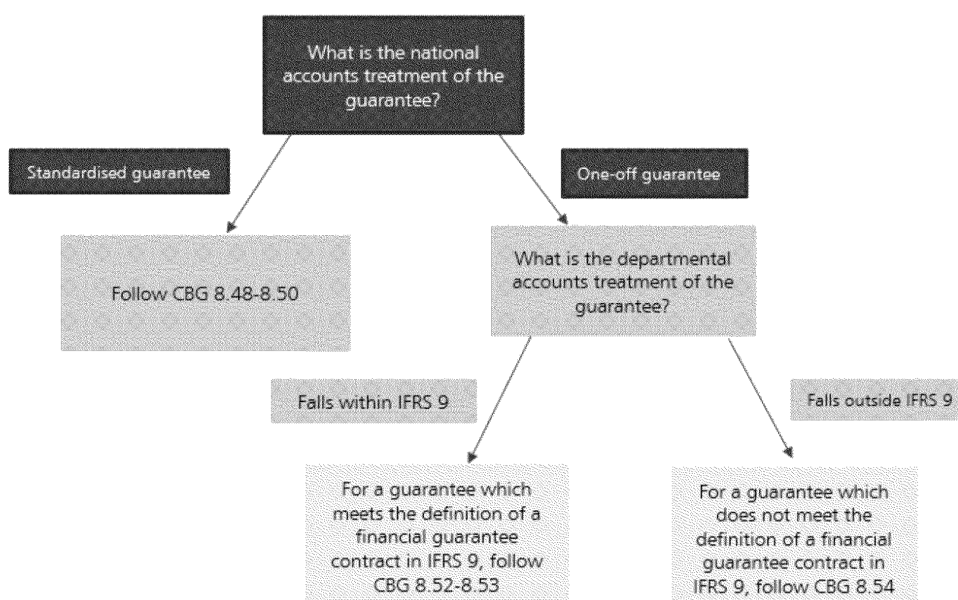 What is the national
accounts treatment of the
guarantee?
Standardised guarantee
One-off guarantee
Follow CBG 8.48-8.50
What is the departmental
accounts treatment of the
guarantee?
Falls within IFRS 9
Falls outside IFRS 9
For a guarantee which
meets the definition of a
financial guarantee
contract in IFRS 9, follow
CBG 8.52-8.53
For a guarantee which
does not meet the
definition of a financial
guarantee contract in
IFRS 9, follow CBG 8.54